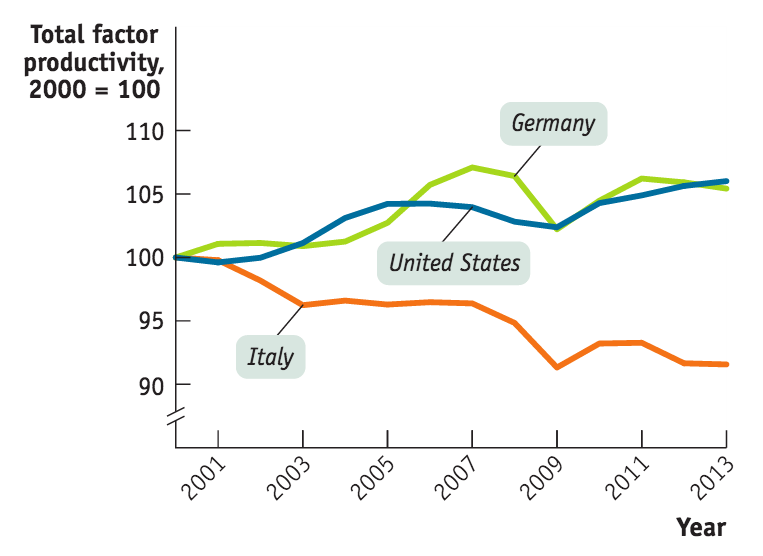 Total factor
productivity,
2000 = 100
110
105
100
95
90
Germany
United States
Italy
2001
2003
2005
2007
2009
2011
2013
Year